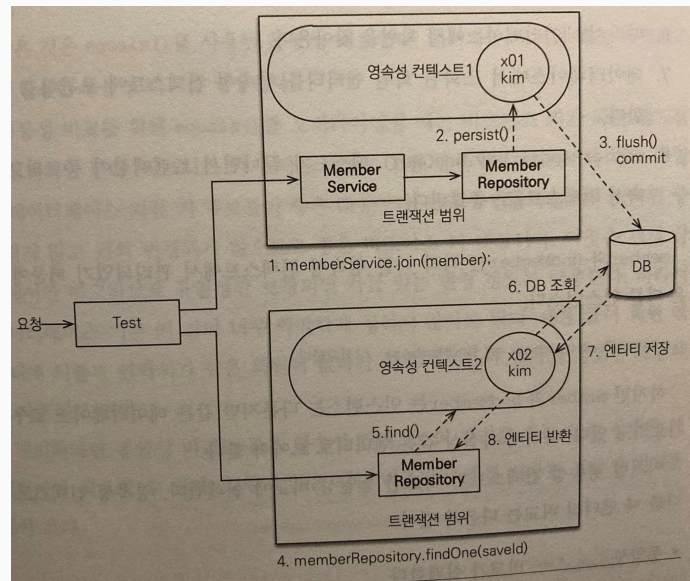 영속성 컨텍스트1
x01
kim
2. persist()
3. flush()
commit
Member
Service
Member
Repository
트랜잭션 범위
1. memberService.join(member);
DB
6. DB 조회
요청
Test
영속성 컨텍스트2
x02
kim
7. 엔티티 저장
5.find()
8. 엔티티 반환
Member
Repository
트랜잭션 범위
4. memberRepository.findOne(saveId)